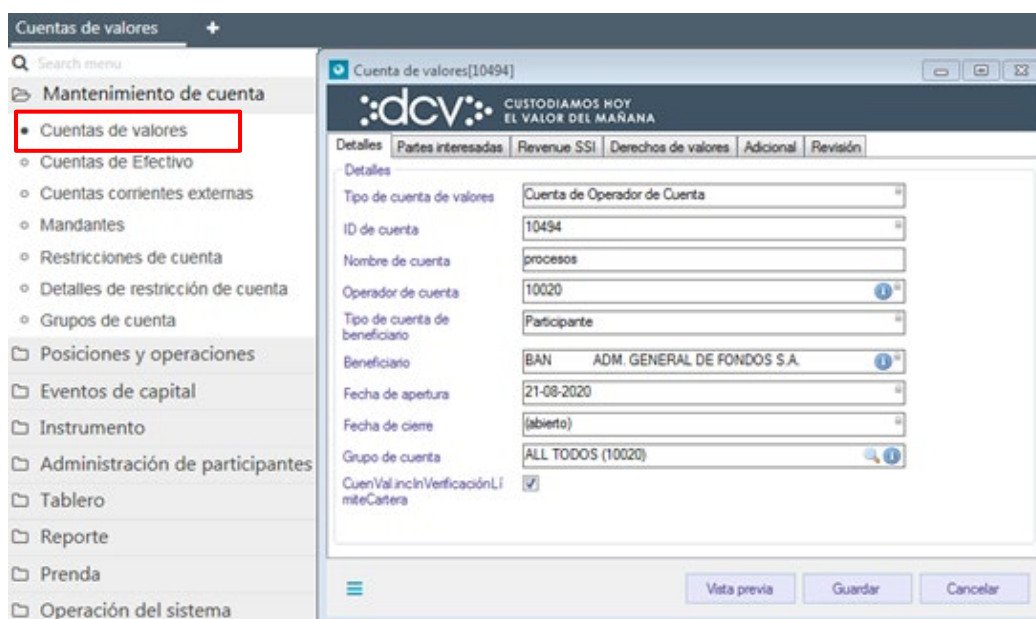 Cuentas de valores +
Search menu
Mantenimiento de cuenta
Cuentas de valores
Cuentas de Efectivo
Cuentas corrientes externas
Mandantes
Restricciones de cuenta
Detalles de restricción de cuenta
Grupos de cuenta
Posiciones y operaciones
Eventos de capital
Instrumento
Administración de participantes
Tablero
Reporte
Prenda
Operación del sistema
Cuenta de valores[10494]
dcv CUSTODIAMOS HOY
EL VALOR DEL MAÑANA
Detalles Partes interesadas Revenue SSI Derechos de valores Adicional Revisión
Detalles
Tipo de cuenta de valores Cuenta de Operador de Cuenta
ID de cuenta 10494
Nombre de cuenta procesos
Operador de cuenta 10020
Tipo de cuenta de Participante
beneficiario
Beneficiario BAN ADM. GENERAL DE FONDOS S.A.
Fecha de apertura 21-08-2020
Fecha de cierre (abierto)
Grupo de cuenta ALL TODOS (10020)
CuenVal.incInVerificaciónLí
miteCartera
Vista previa Guardar Cancelar